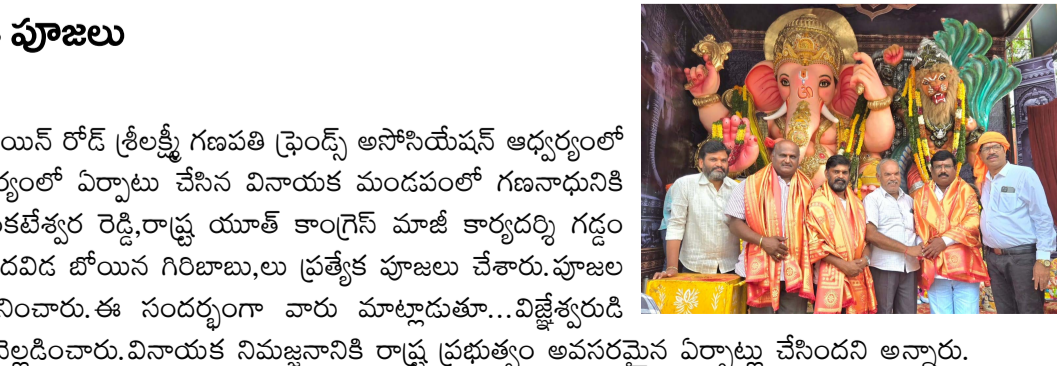 పూజలు
యిన్ రోడ్ శ్రీలక్ష్మీ గణపతి ఫ్రెండ్స్ అసోసియేషన్ ఆధ్వర్యంలో
ర్యంలో ఏర్పాటు చేసిన వినాయక మండపంలో గణనాధునికి
కటేశ్వర రెడ్డి,రాష్ట్ర యూత్ కాంగ్రెస్ మాజీ కార్యదర్శి గడ్డం
దవిడ బోయిన గిరిబాబు,లు ప్రత్యేక పూజలు చేశారు.పూజల
నించారు.ఈ సందర్భంగా వారు మాట్లాడుతూ...విజ్ఞేశ్వరుడి
వెల్లడించారు.వినాయక నిమజ్జనానికి రాష్ట్ర ప్రభుత్వం అవసరమైన ఏర్పాట్లు చేసిందని అన్నారు.